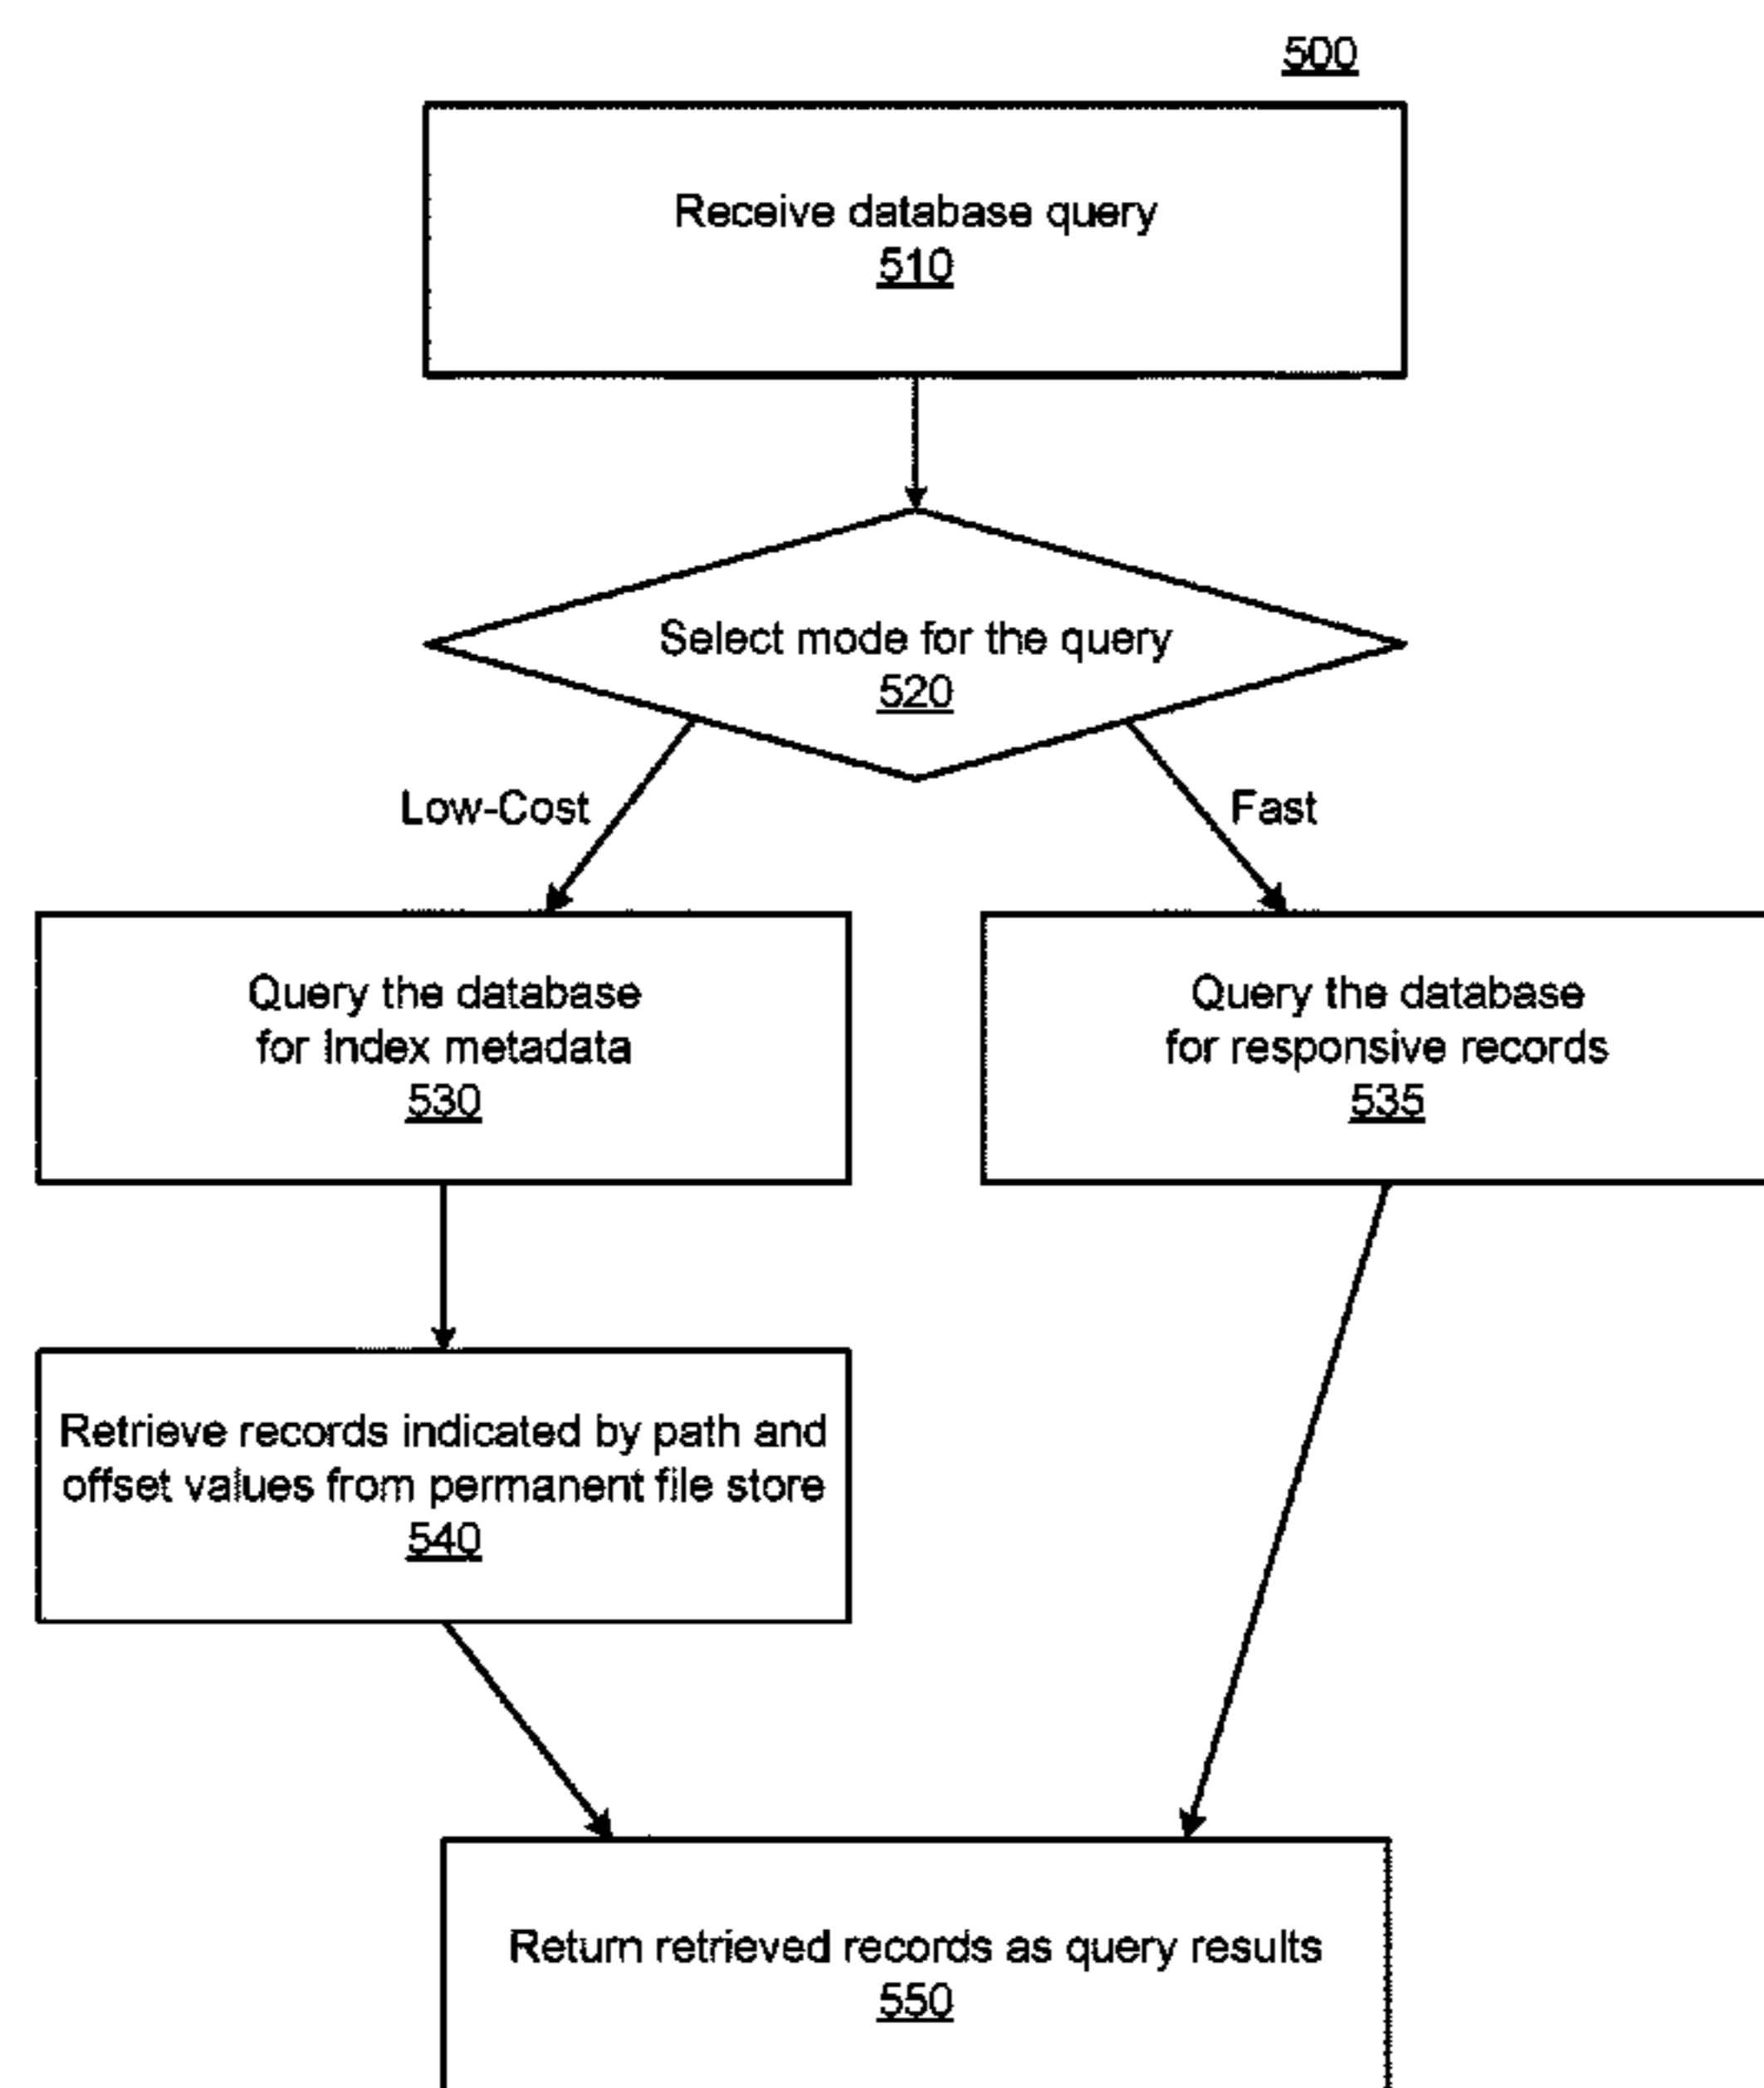 500
Receive database query
510
Select mode for the query
520
Low-Cost
Fast
Query the database
for Index metadata
530
Query the database
for responsive records
535
Retrieve records indicated by path and
offset values from permanent file store
540
Return retrieved records as query results
550